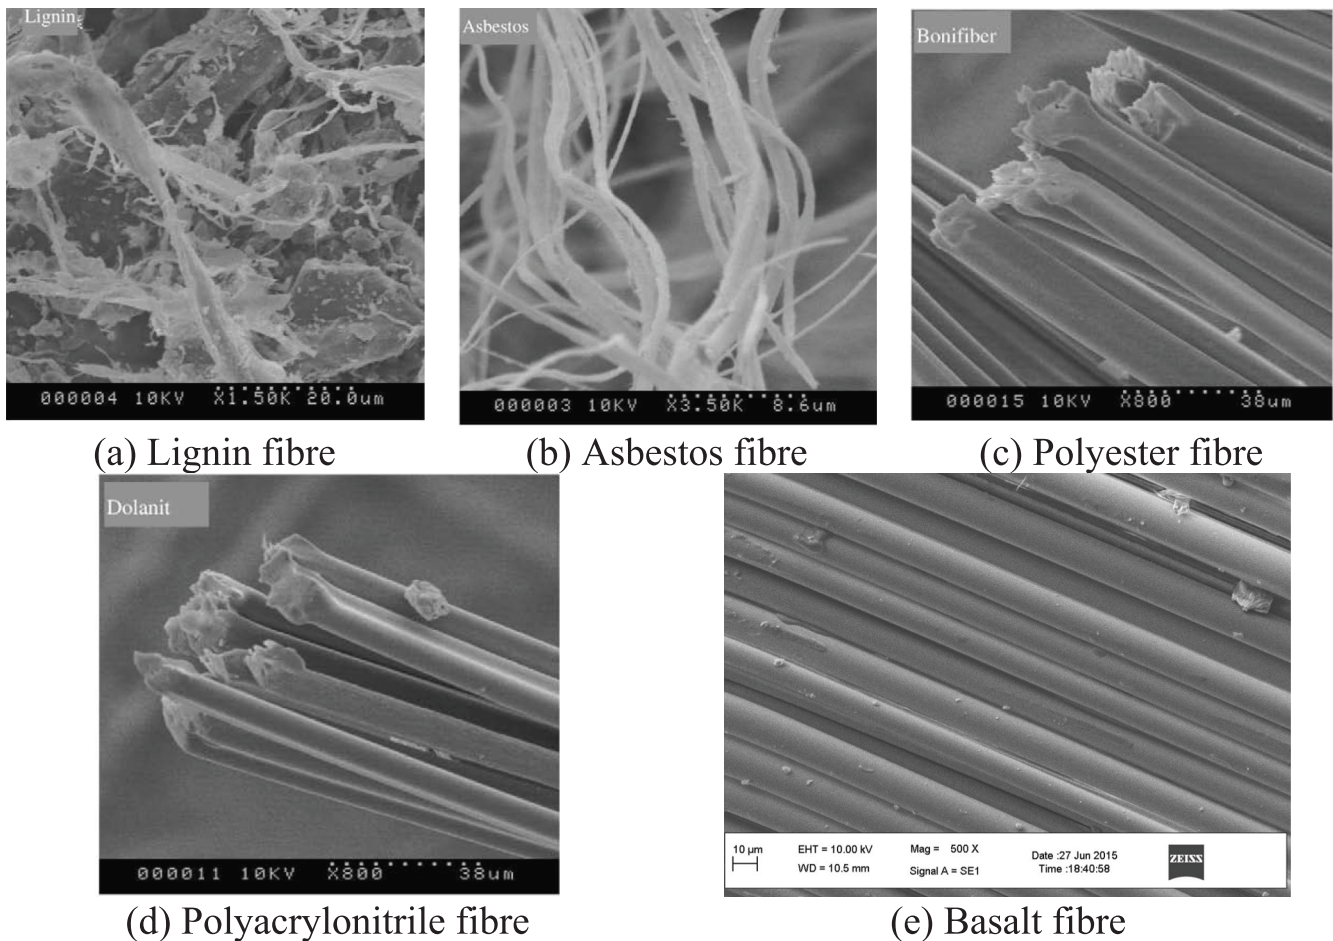 Lignin
Asbestos
Bonifiber
000004 10KV X1.50K 20.0um
000003 10KV X3.50K 8.6um
000015 10KV X800 38um
(a) Lignin fibre
(b) Asbestos fibre
(c) Polyester fibre
Dolanit
000011 10KV X800 38um
10 µm
EHT = 10.00 kV
WD = 10.5 mm
Mag = 500 X
Signal A = SE1
Date :27 Jun 2015
Time :18:40:58
ZEISS
(d) Polyacrylonitrile fibre
(e) Basalt fibre